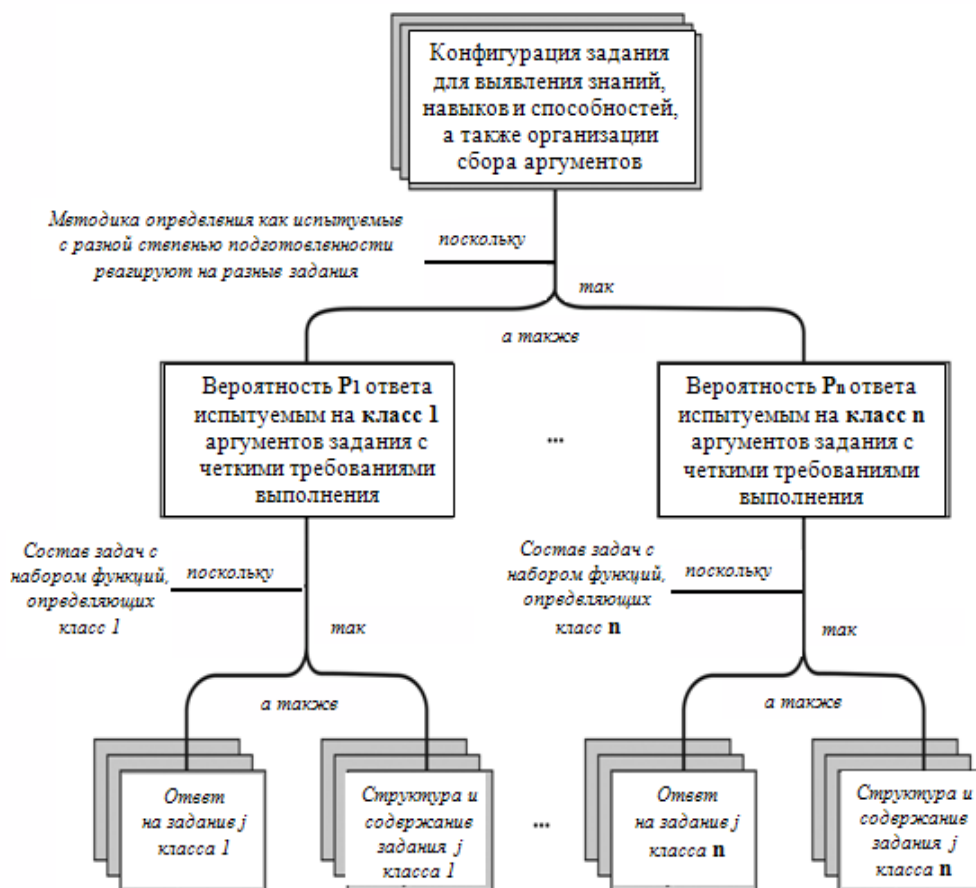 Конфигурация задания
для выявления знаний,
навыков и способностей,
а также организации
сбора аргументов
Методика определения как испытуемые
с разной степенью подготовленности
реагируют на разные задания
поскольку
так
а также
Вероятность P1 ответа
испытуемым на класс 1
аргументов задания с
четкими требованиями
выполнения
...
Вероятность Pn ответа
испытуемым на класс n
аргументов задания с
четкими требованиями
выполнения
Состав задач с
набором функций,
определяющих
класс 1
поскольку
так
а также
Состав задач с
набором функций,
определяющих
класс n
поскольку
так
а также
Ответ
на задание j
класса 1
Структура и
содержание
задания j
класса 1
...
Ответ
на задание j
класса n
Структура и
содержание
задания j
класса n